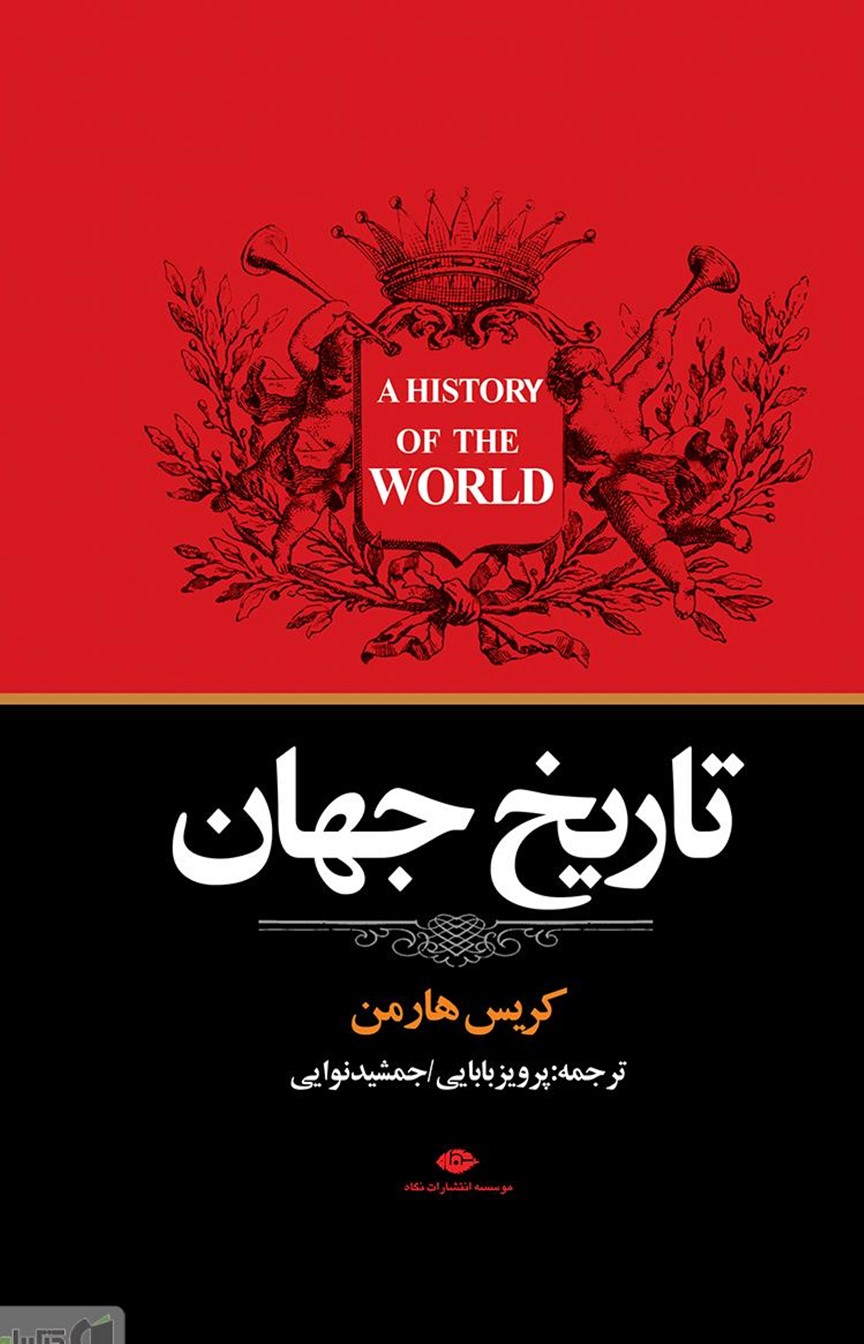 A HISTORY
OF THE
WORLD
تاریخ جهان
کریس هارمن
ترجمه: پرویز بابایی / جمشید نوایی
موسسه انتشارات نگاه